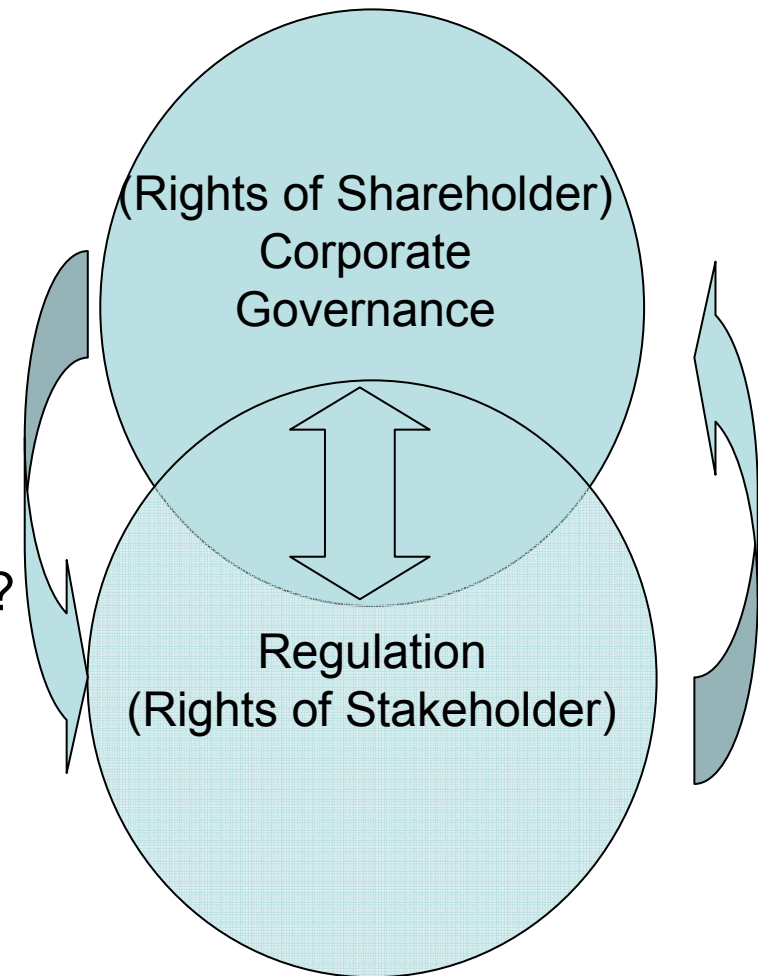 (Rights of Shareholder)
Corporate
Governance
?
Regulation
(Rights of Stakeholder)